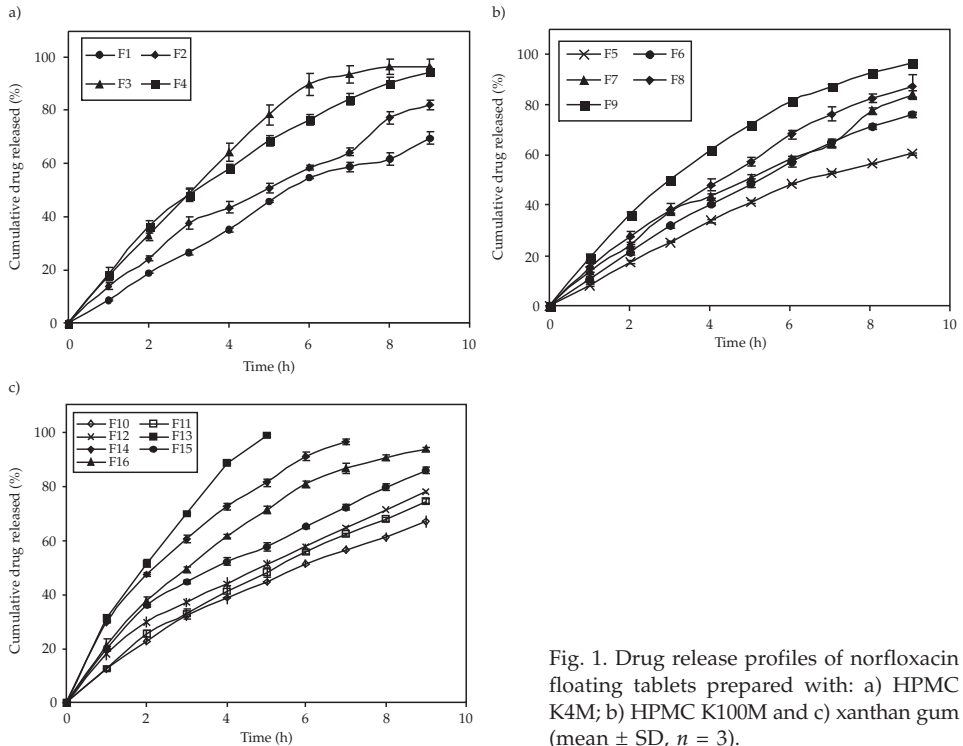 a)
F1 F2
F3 F4
Cumulative drug released (%)
100
80
60
40
20
0
0 2 4 6 8 10
Time (h)
b)
F5 F6
F7 F8
F9
Cumulative drug released (%)
100
80
60
40
20
0
0 2 4 6 8 10
Time (h)
c)
F10 F11
F12 F13
F14 F15
F16
Cumulative drug released (%)
100
80
60
40
20
0
0 2 4 6 8 10
Time (h)
Fig. 1. Drug release profiles of norfloxacin
floating tablets prepared with: a) HPMC
K4M; b) HPMC K100M and c) xanthan gum
(mean ± SD, n = 3).